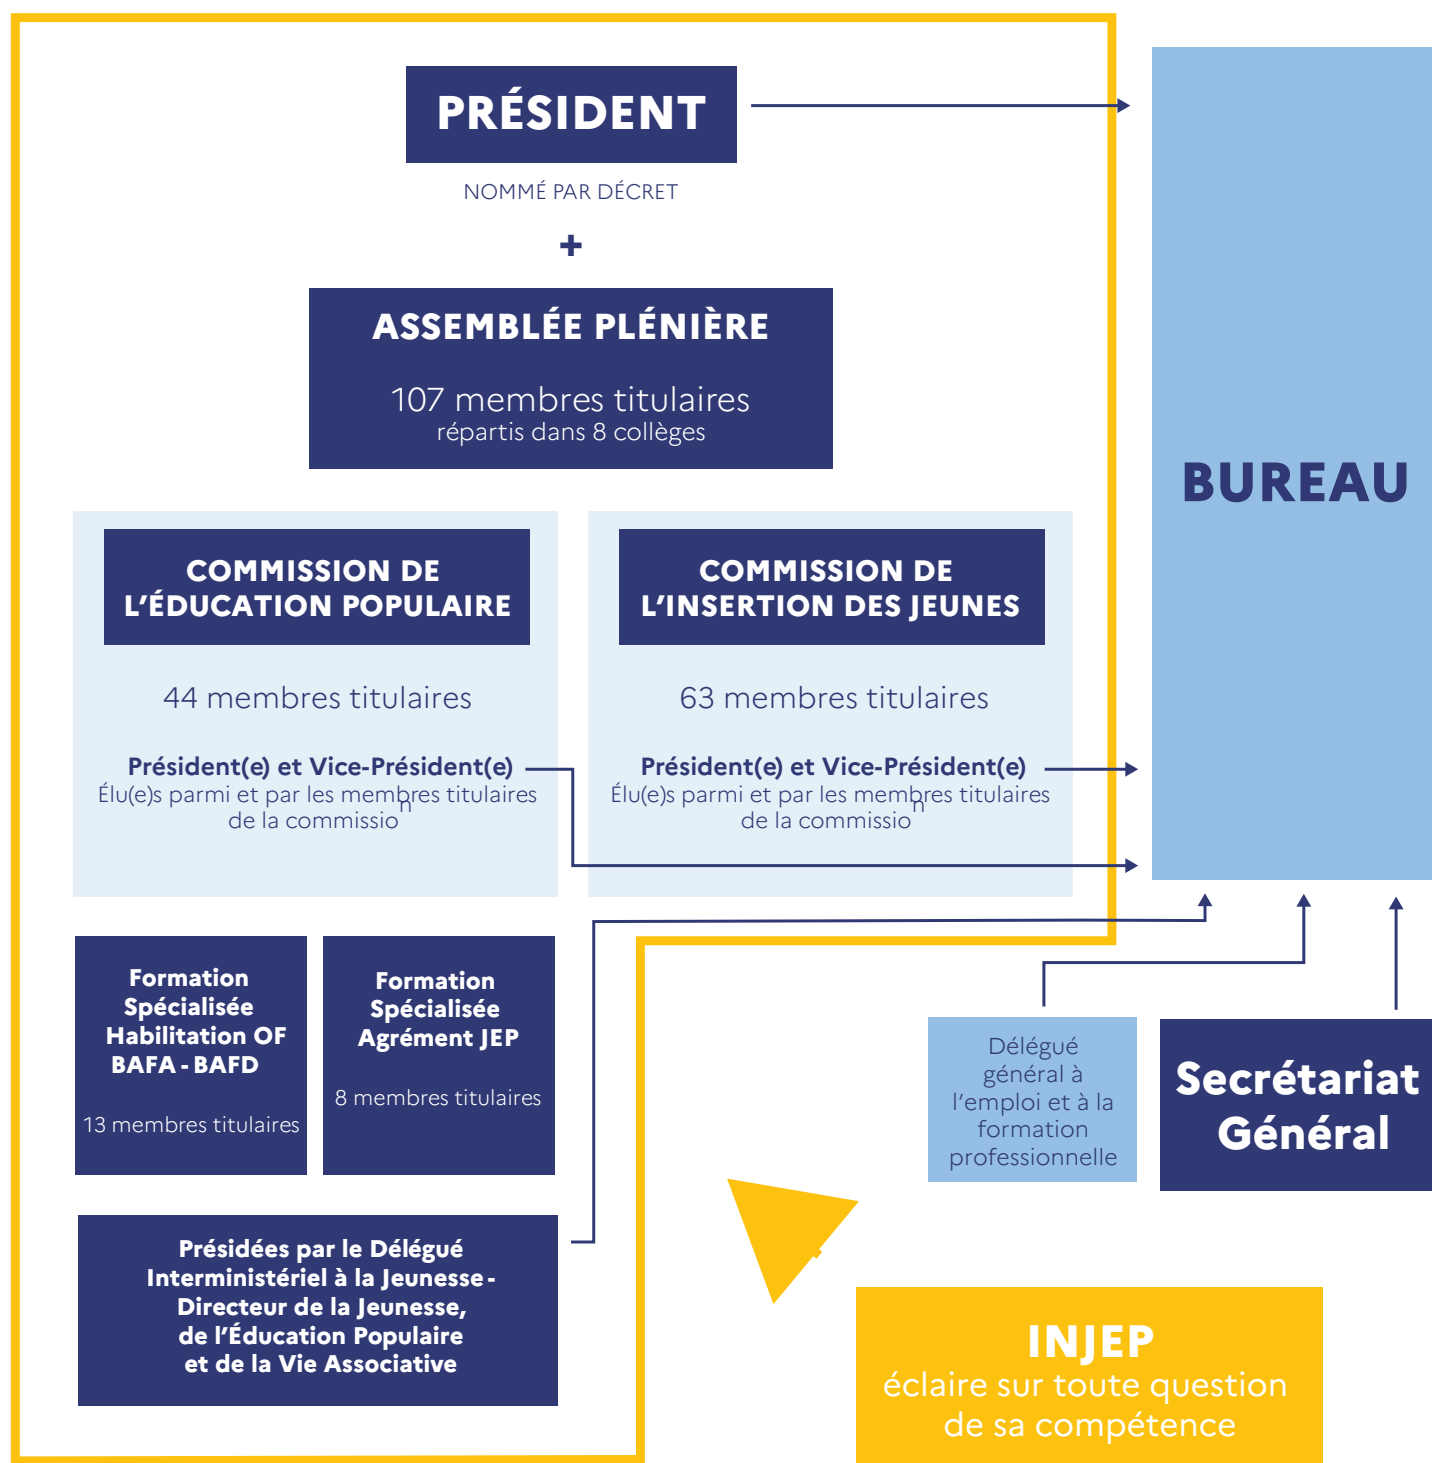 PRÉSIDENT
NOMMÉ PAR DÉCRET
+
ASSEMBLÉE PLÉNIÈRE
107 membres titulaires
répartis dans 8 collèges
BUREAU
COMMISSION DE
L'ÉDUCATION POPULAIRE
44 membres titulaires
Président(e) et Vice-Président(e)
Élu(e)s parmi et par les membres titulaires
de la commission
COMMISSION DE
L'INSERTION DES JEUNES
63 membres titulaires
Président(e) et Vice-Président(e)
Élu(e)s parmi et par les membres titulaires
de la commission
Formation
Spécialisée
Habilitation OF
BAFA - BAFD
13 membres titulaires
Formation
Spécialisée
Agrément JEP
8 membres titulaires
Délégué
général à
l'emploi et à la
formation
professionnelle
Secrétariat
Général
Présidées par le Délégué
Interministériel à la Jeunesse -
Directeur de la Jeunesse,
de l'Éducation Populaire
et de la Vie Associative
INJEP
éclaire sur toute question
de sa compétence